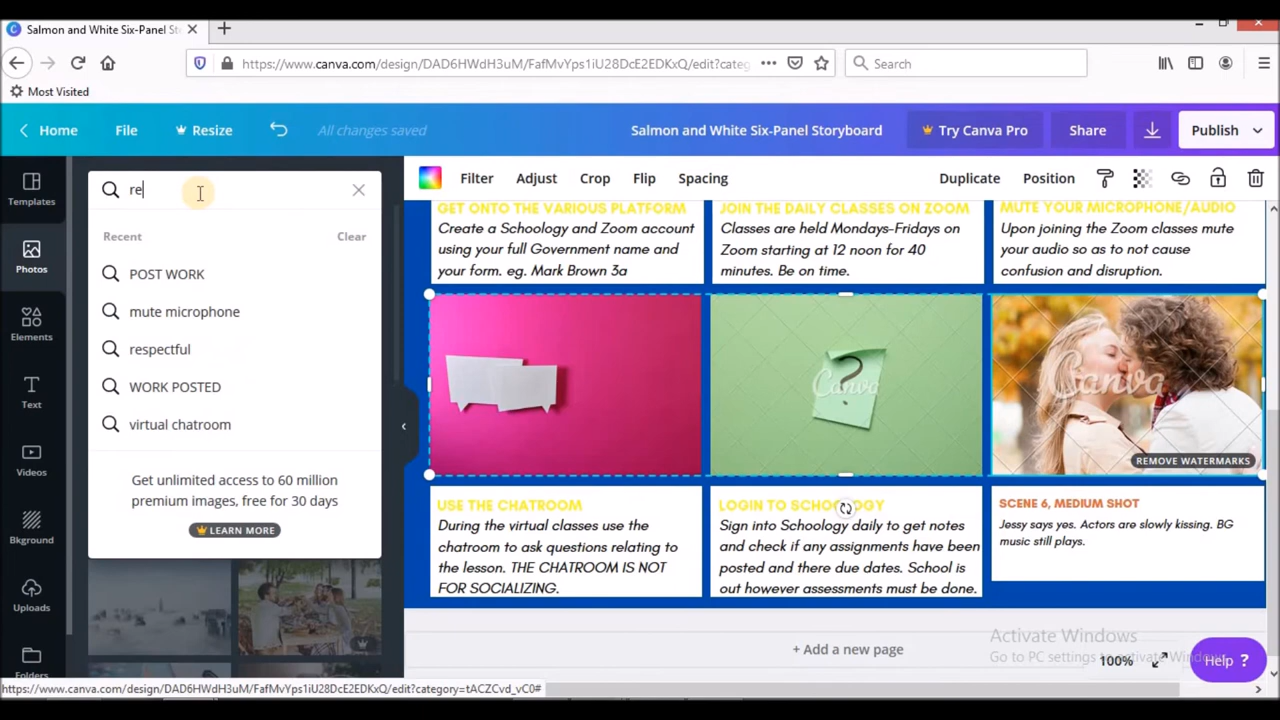 Salmon and White Six-Panel St
https://www.canva.com/design/DAD6HWdH3uM/FafMvYps1iU28DcE2EDKxQ/edit?categ
Search
Most Visited
Home
File
Resize
All changes saved
Salmon and White Six-Panel Storyboard
Try Canva Pro
Share
Publish
Templates
Photos
Elements
Text
Videos
Bkground
Uploads
Folders
re
Recent
Clear
POST WORK
mute microphone
respectful
WORK POSTED
virtual chatroom
Get unlimited access to 60 million
premium images, free for 30 days
LEARN MORE
Filter
Adjust
Crop
Flip
Spacing
Duplicate
Position
GET ONTO THE VARIOUS PLATFORM
Create a Schoology and Zoom account
using your full Government name and
your form. eg. Mark Brown 3a
JOIN THE DAILY CLASSES ON ZOOM
Classes are held Mondays-Fridays on
Zoom starting at 12 noon for 40
minutes. Be on time.
MUTE YOUR MICROPHONE/AUDIO
Upon joining the Zoom classes mute
your audio so as to not cause
confusion and disruption.
?
Canva
Canva
REMOVE WATERMARKS
USE THE CHATROOM
During the virtual classes use the
chatroom to ask questions relating to
the lesson. THE CHATROOM IS NOT
FOR SOCIALIZING.
LOGIN TO SCHOOLOGY
Sign into Schoology daily to get notes
and check if any assignments have been
posted and there due dates. School is
out however assessments must be done.
SCENE 6, MEDIUM SHOT
Jessy says yes. Actors are slowly kissing. BG
music still plays.
+ Add a new page
Activate Windows
Go to PC settings to activate Windows.
100%
Help ?
https://www.canva.com/design/DAD6HWdH3uM/FafMvYps1iU28DcE2EDKxQ/edit?category=tACZCvd_vC0#